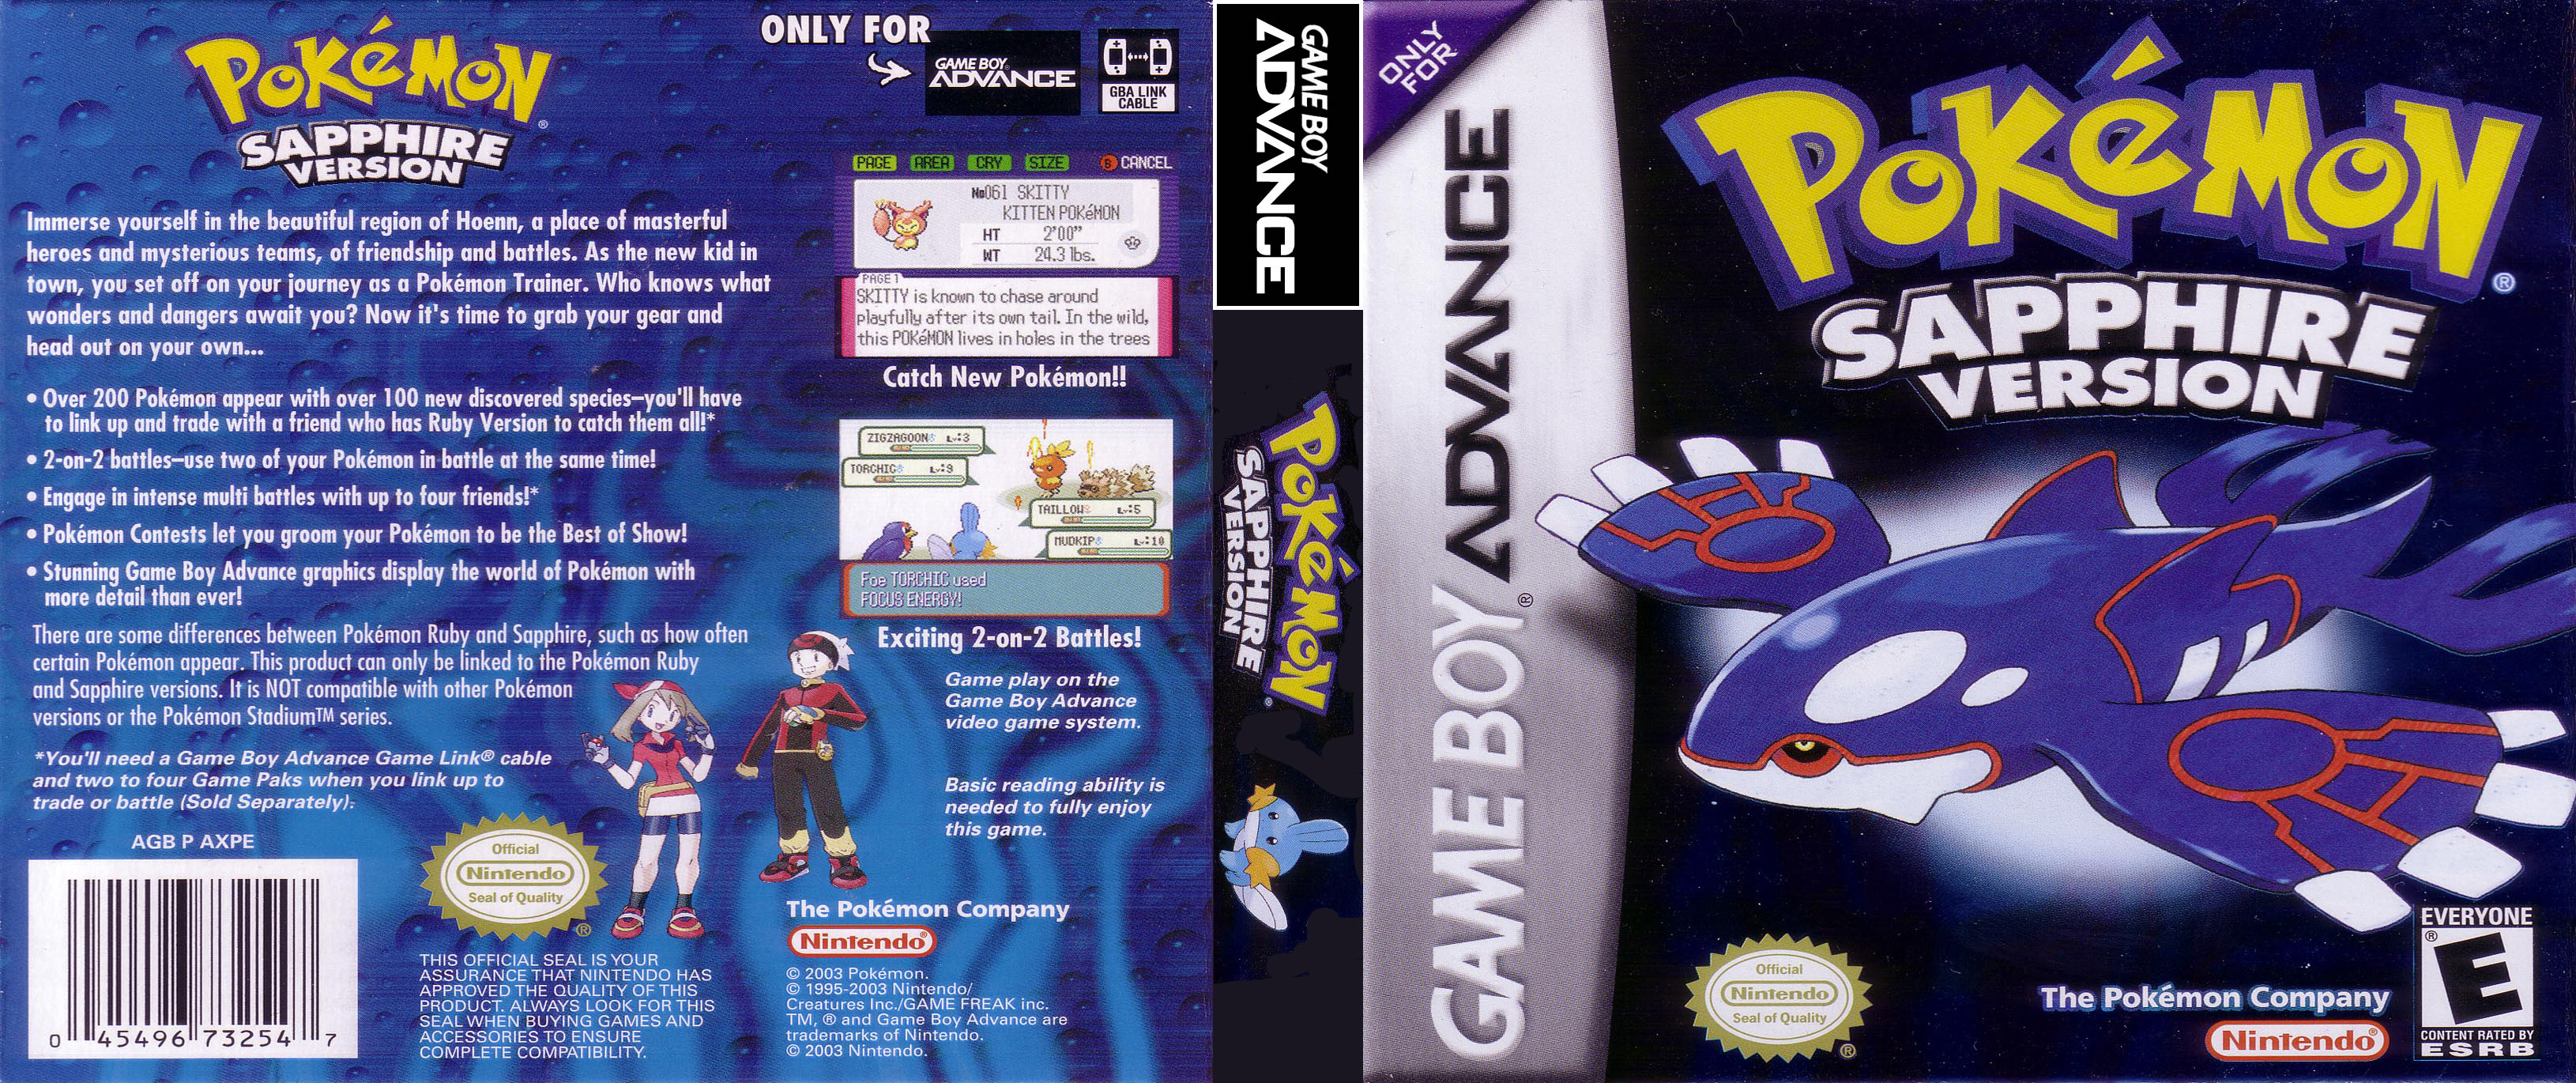 POKéMON
®
SAPPHIRE
VERSION
Immerse yourself in the beautiful region of Hoenn, a place of masterful
heroes and mysterious teams, of friendship and battles. As the new kid in
town, you set off on your journey as a Pokémon Trainer. Who knows what
wonders and dangers await you? Now it's time to grab your gear and
head out on your own...
• Over 200 Pokémon appear with over 100 new discovered species–you'll have
to link up and trade with a friend who has Ruby Version to catch them all!*
• 2-on-2 battles–use two of your Pokémon in battle at the same time!
• Engage in intense multi battles with up to four friends!*
• Pokémon Contests let you groom your Pokémon to be the Best of Show!
• Stunning Game Boy Advance graphics display the world of Pokémon with
more detail than ever!
There are some differences between Pokémon Ruby and Sapphire, such as how often
certain Pokémon appear. This product can only be linked to the Pokémon Ruby
and Sapphire versions. It is NOT compatible with other Pokémon
versions or the Pokémon Stadium™ series.
*You'll need a Game Boy Advance Game Link® cable
and two to four Game Paks when you link up to
trade or battle (Sold Separately).
AGB P AXPE
0 45496 73254 7
Official
Nintendo
Seal of Quality
®
THIS OFFICIAL SEAL IS YOUR
ASSURANCE THAT NINTENDO HAS
APPROVED THE QUALITY OF THIS
PRODUCT. ALWAYS LOOK FOR THIS
SEAL WHEN BUYING GAMES AND
ACCESSORIES TO ENSURE
COMPLETE COMPATIBILITY.
ONLY FOR
GAME BOY
ADVANCE
GBA LINK
CABLE
PAGE AREA CRY SIZE B CANCEL
No061 SKITTY
KITTEN POKéMON
HT 2'00"
WT 24.3 lbs.
PAGE 1
SKITTY is known to chase around
playfully after its own tail. In the wild,
this POKéMON lives in holes in the trees
Catch New Pokémon!!
ZIGZAGOON♂ Lv:3
TORCHIC♂ Lv:9
TAILLOW♂ Lv:5
MUDKIP♂ Lv:10
Foe TORCHIC used
FOCUS ENERGY!
Exciting 2-on-2 Battles!
Game play on the
Game Boy Advance
video game system.
Basic reading ability is
needed to fully enjoy
this game.
The Pokémon Company
Nintendo®
© 2003 Pokémon.
© 1995-2003 Nintendo/
Creatures Inc./GAME FREAK inc.
TM, ® and Game Boy Advance are
trademarks of Nintendo.
© 2003 Nintendo.
GAME BOY
ADVANCE
POKéMON
®
SAPPHIRE
VERSION
ONLY
FOR
GAME BOY ADVANCE
®
POKéMON
®
SAPPHIRE
VERSION
Official
Nintendo
Seal of Quality
®
The Pokémon Company
Nintendo®
EVERYONE
®
E
CONTENT RATED BY
ESRB